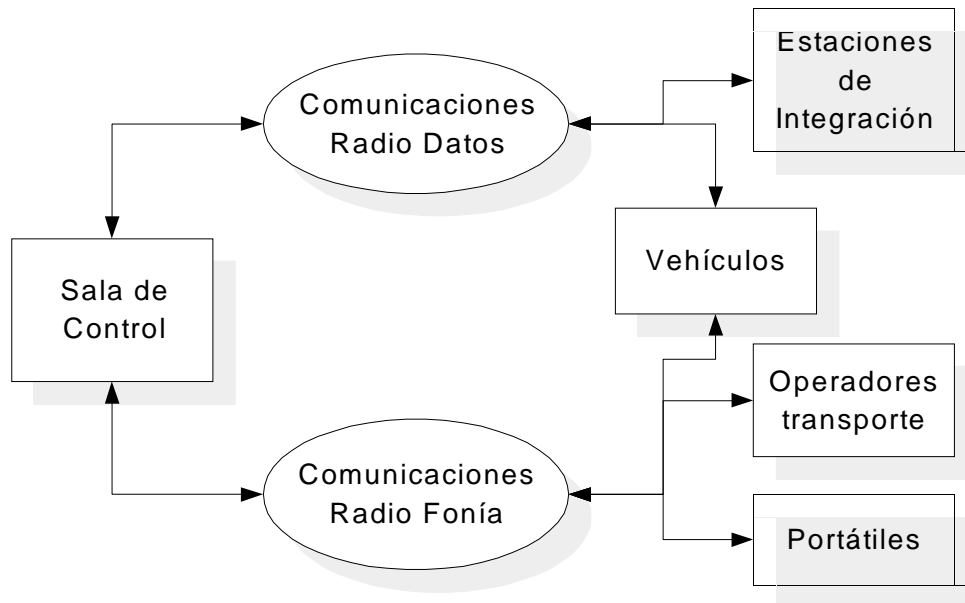 Estaciones
de
Integración
Comunicaciones
Radio Datos
Vehículos
Sala de
Control
Operadores
transporte
Comunicaciones
Radio Fonía
Portátiles